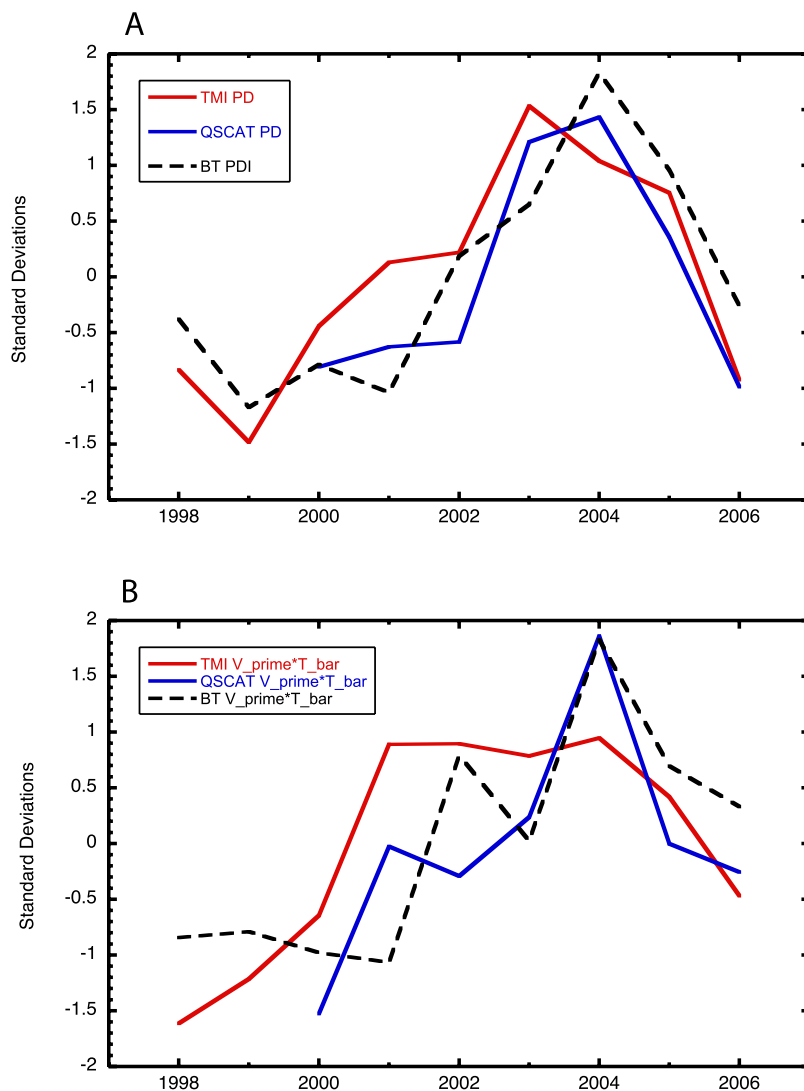 A
2
1.5
1
0.5
0
-0.5
-1
-1.5
-2
Standard Deviations
TMI PD
QSCAT PD
BT PDI
1998
2000
2002
2004
2006
B
2
1.5
1
0.5
0
-0.5
-1
-1.5
-2
Standard Deviations
TMI V_prime*T_bar
QSCAT V_prime*T_bar
BT V_prime*T_bar
1998
2000
2002
2004
2006